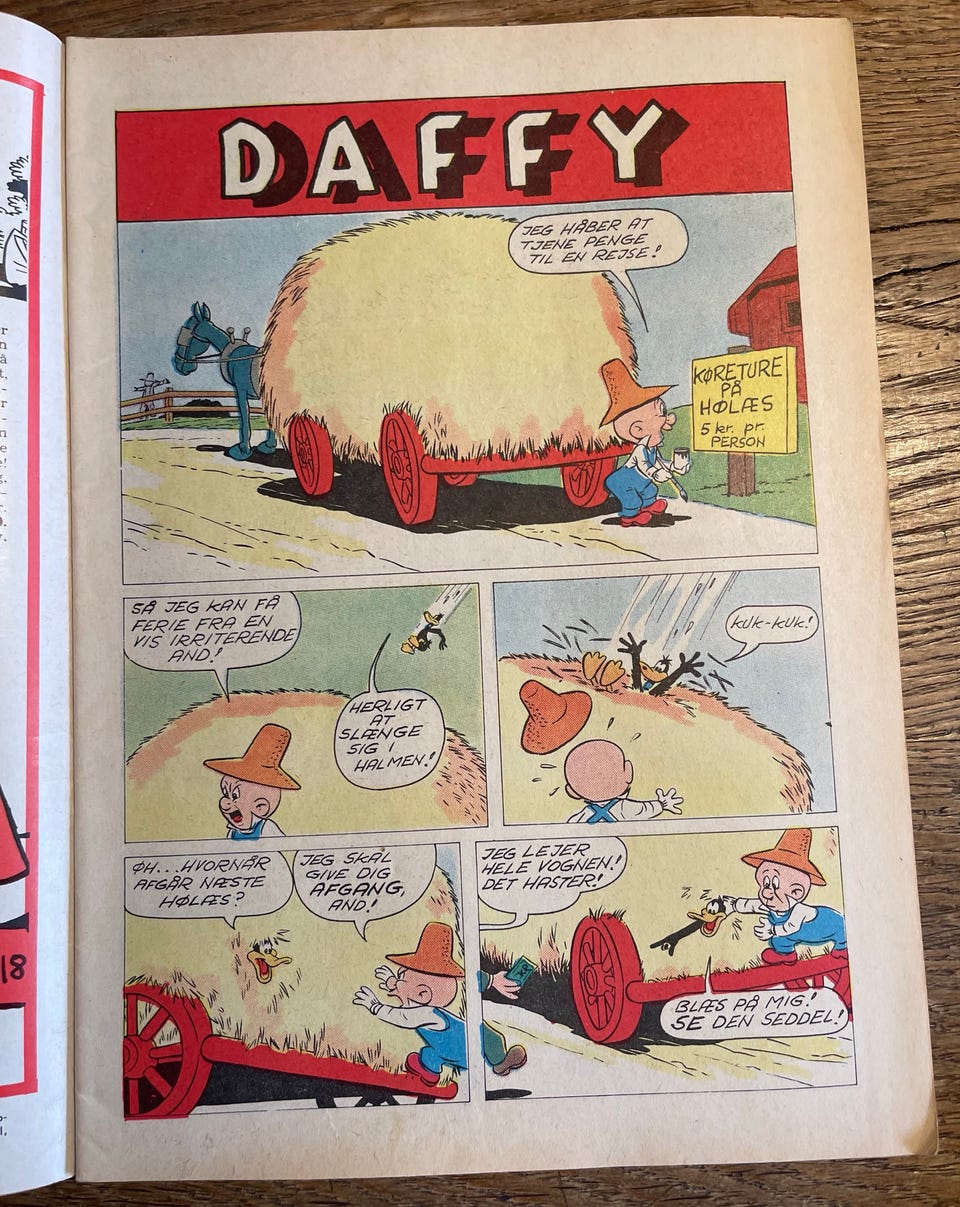 DAFFY
JEG HÅBER AT
TJENE PENGE
TIL EN REJSE!
KØRETURE
PÅ
HØLÆS
5 kr. pr.
PERSON
SÅ JEG KAN FÅ
FERIE FRA EN
VIS IRRITERENDE
AND!
HERLIGT
AT
SLÆNGE
SIG I
HALMEN!
KUK-KUK!
ØH...HVORNÅR
AFGÅR NÆSTE
HØLÆS?
JEG SKAL
GIVE DIG
AFGANG,
AND!
JEG LEJER
HELE VOGNEN!
DET HASTER!
KR
BLÆS PÅ MIG!
SE DEN SEDDEL!
18